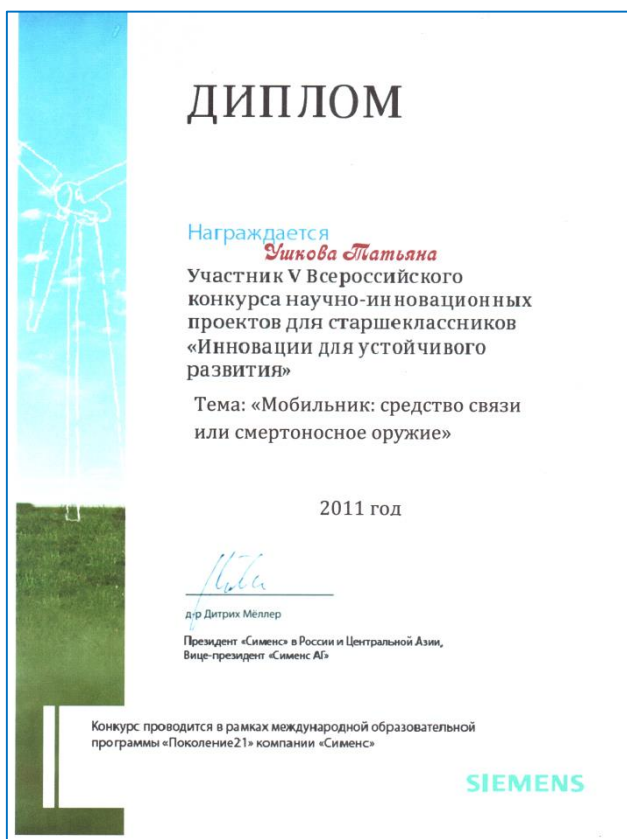 ДИПЛОМ
Награждается
Ушкова Татьяна
Участник V Всероссийского
конкурса научно-инновационных
проектов для старшеклассников
«Инновации для устойчивого
развития»
Тема: «Мобильник: средство связи
или смертоносное оружие»
2011 год
д-р Дитрих Мёллер
Президент «Сименс» в России и Центральной Азии,
Вице-президент «Сименс АГ»
Конкурс проводится в рамках международной образовательной
программы «Поколение21» компании «Сименс»
SIEMENS